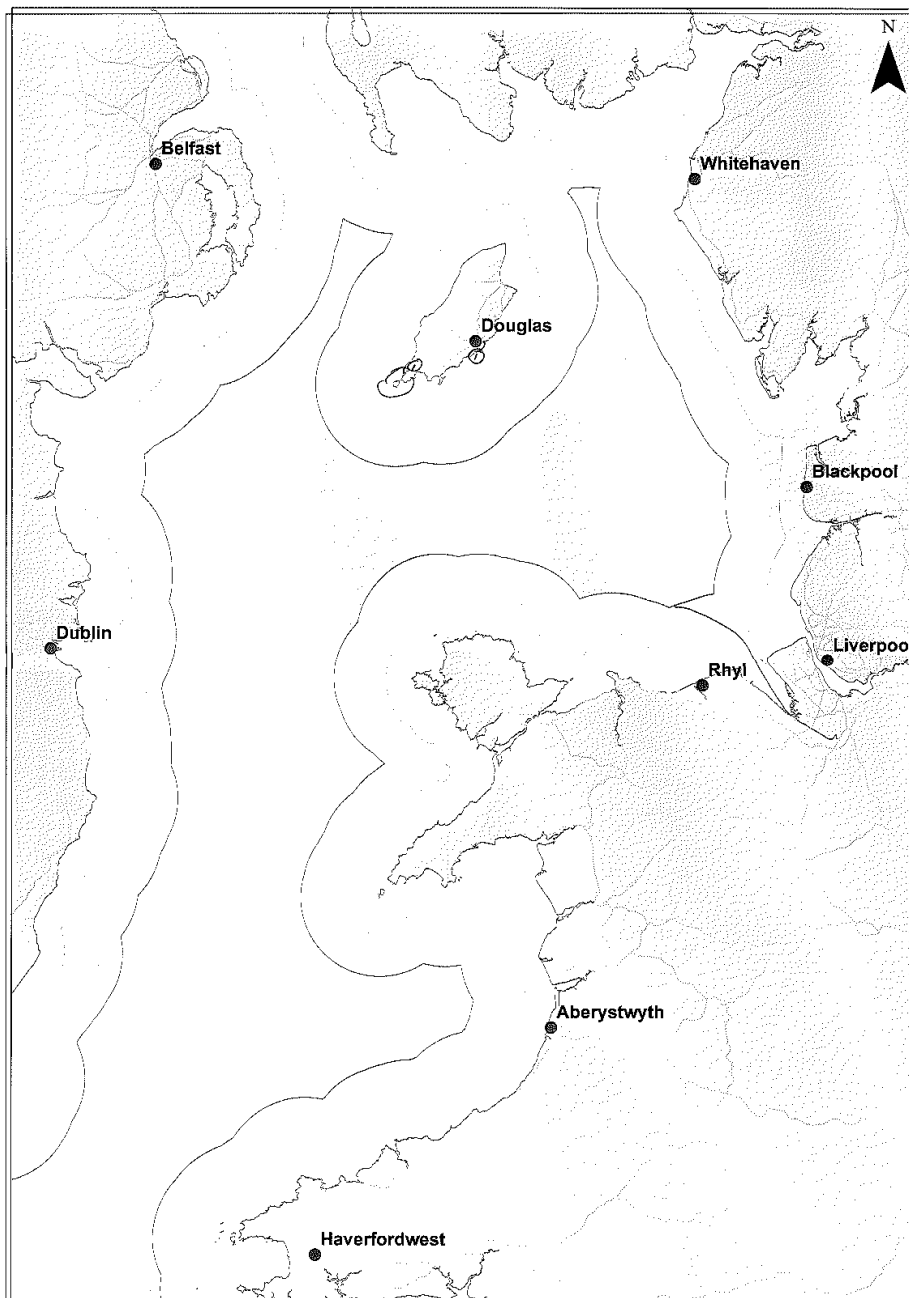 N
Belfast
Whitehaven
Douglas
Blackpool
Dublin
Liverpoo
Rhyl
Aberystwyth
Haverfordwest